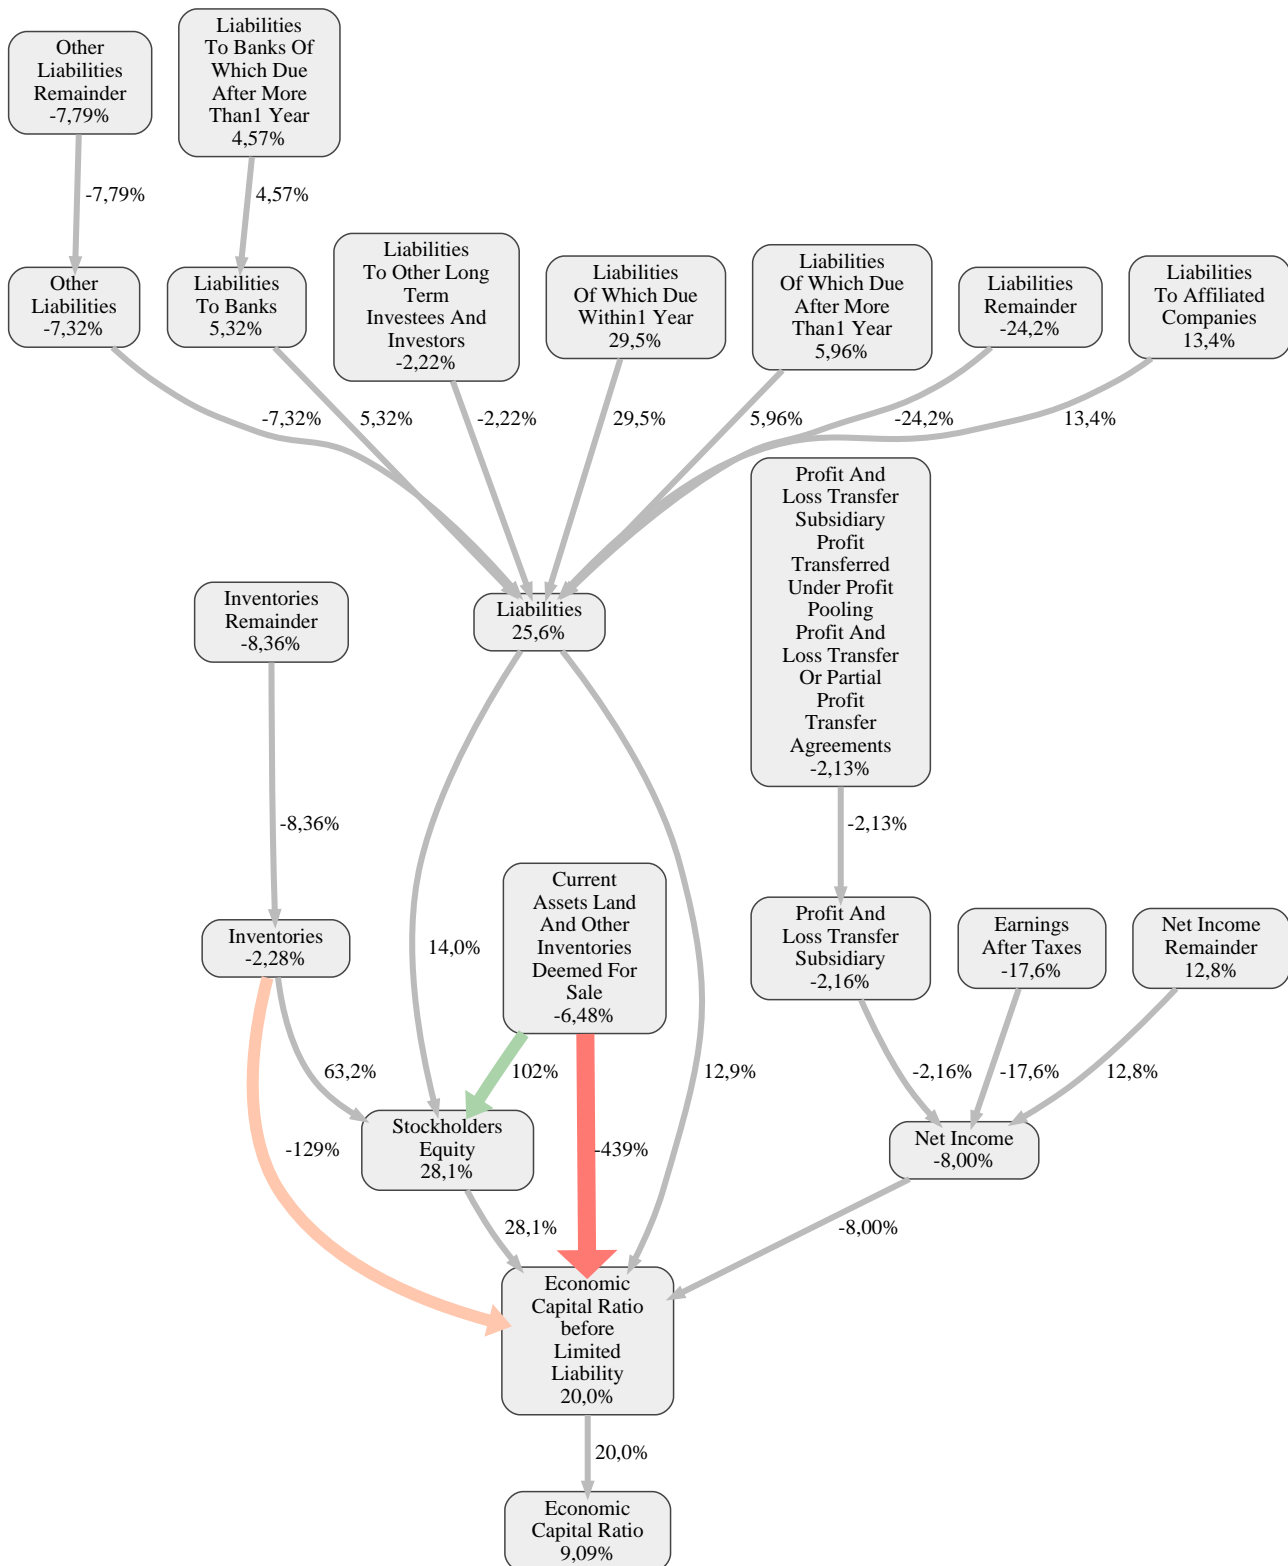 Other
Liabilities
Remainder
-7,79%
Liabilities
To Banks Of
Which Due
After More
Than1 Year
4,57%
-7,79%
4,57%
Other
Liabilities
-7,32%
Liabilities
To Banks
5,32%
Liabilities
To Other Long
Term
Investees And
Investors
-2,22%
Liabilities
Of Which Due
Within1 Year
29,5%
Liabilities
Of Which Due
After More
Than1 Year
5,96%
Liabilities
Remainder
-24,2%
Liabilities
To Affiliated
Companies
13,4%
-7,32%
5,32%
-2,22%
29,5%
5,96%
-24,2%
13,4%
Profit And
Loss Transfer
Subsidiary
Profit
Transferred
Under Profit
Pooling
Profit And
Loss Transfer
Or Partial
Profit
Transfer
Agreements
-2,13%
Inventories
Remainder
-8,36%
Liabilities
25,6%
-8,36%
-2,13%
Inventories
-2,28%
14,0%
Current
Assets Land
And Other
Inventories
Deemed For
Sale
-6,48%
Profit And
Loss Transfer
Subsidiary
-2,16%
Earnings
After Taxes
-17,6%
Net Income
Remainder
12,8%
63,2%
102%
12,9%
-2,16%
-17,6%
12,8%
-129%
Stockholders
Equity
28,1%
-439%
Net Income
-8,00%
28,1%
-8,00%
Economic
Capital Ratio
before
Limited
Liability
20,0%
20,0%
Economic
Capital Ratio
9,09%